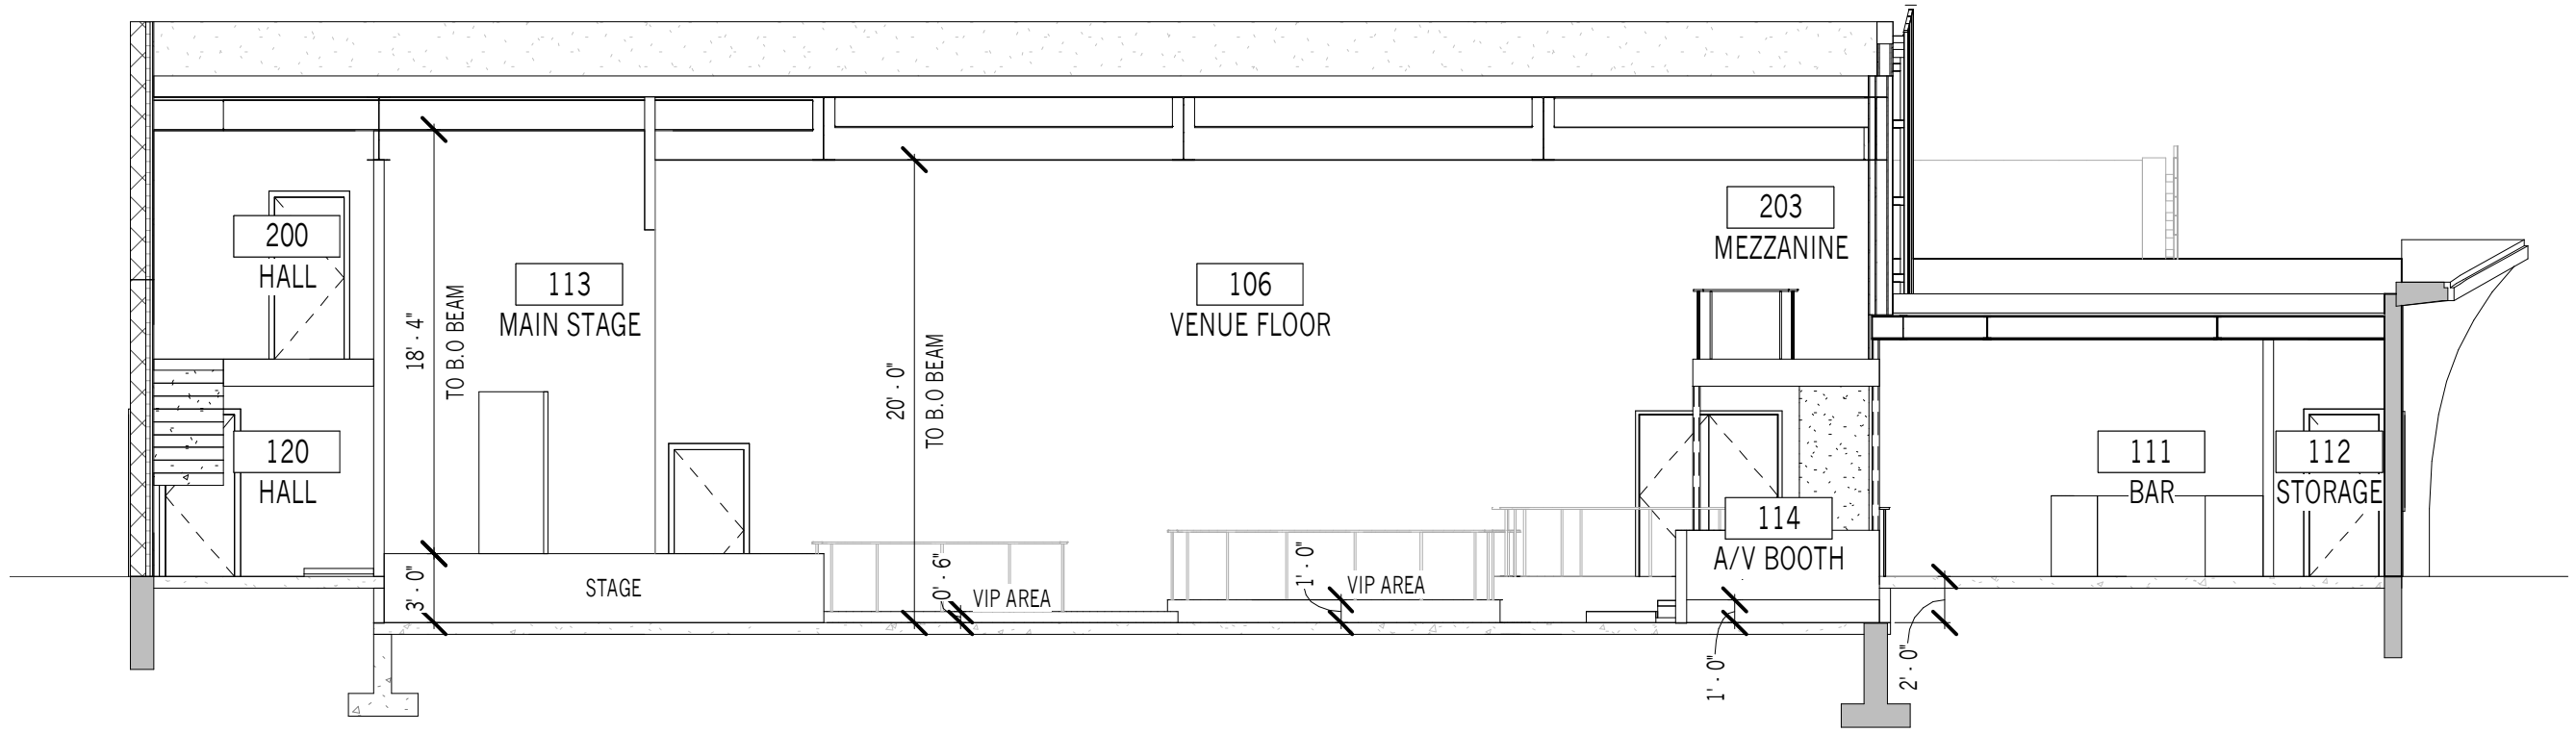 200
HALL
113
MAIN STAGE
106
VENUE FLOOR
203
MEZZANINE
18' - 4"
TO B.O BEAM
20' - 0"
TO B.O BEAM
120
HALL
111
BAR
112
STORAGE
114
A/V BOOTH
STAGE
3' - 0"
0' - 6"
VIP AREA
1' - 0"
VIP AREA
1' - 0"
2' - 0"